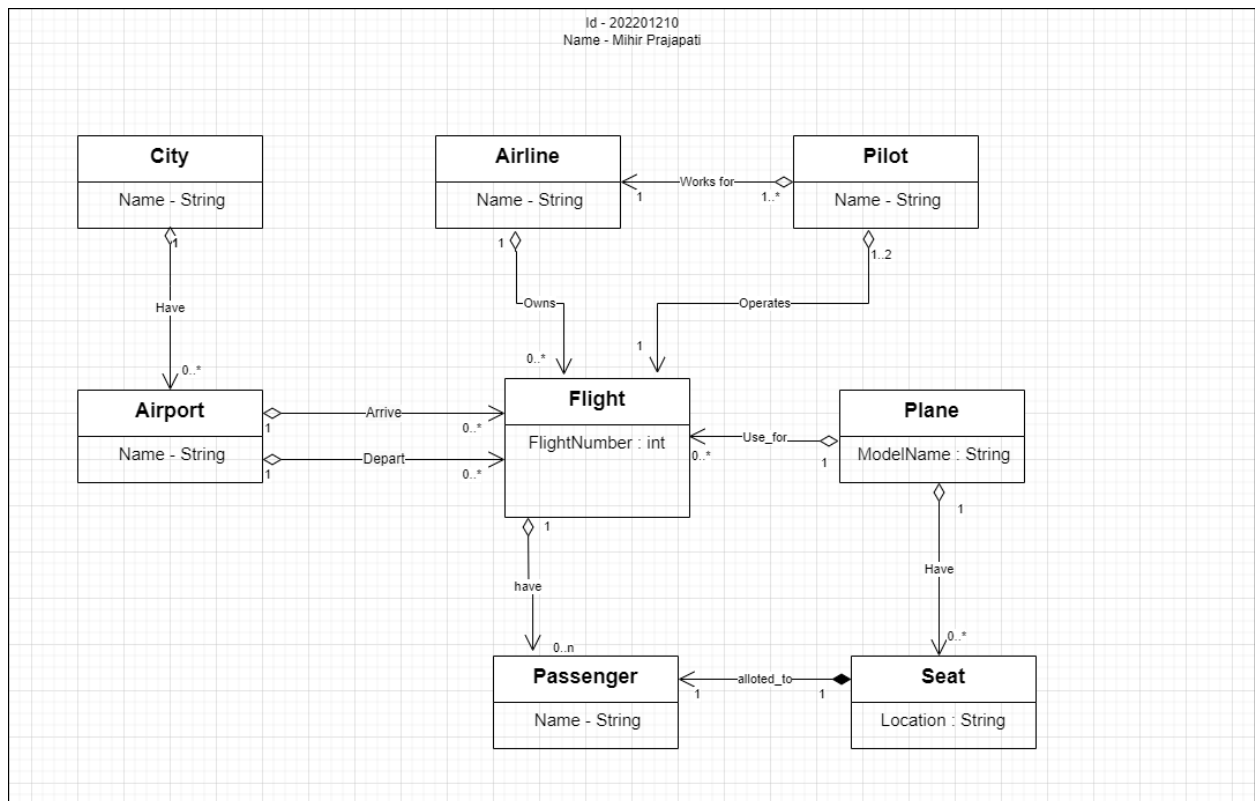 Id - 202201210
Name - Mihir Prajapati
City
Name - String
Airline
Name - String
Pilot
Name - String
Works for
1
1..*
1
1
1..2
Have
Owns
Operates
0..*
0..*
1
Airport
Name - String
Arrive
1
0..*
Depart
1
0..*
Flight
FlightNumber : int
Plane
ModelName : String
Use_for
0..*
1
1
1
have
Have
0..n
0..*
Passenger
Name - String
Seat
Location : String
alloted_to
1
1